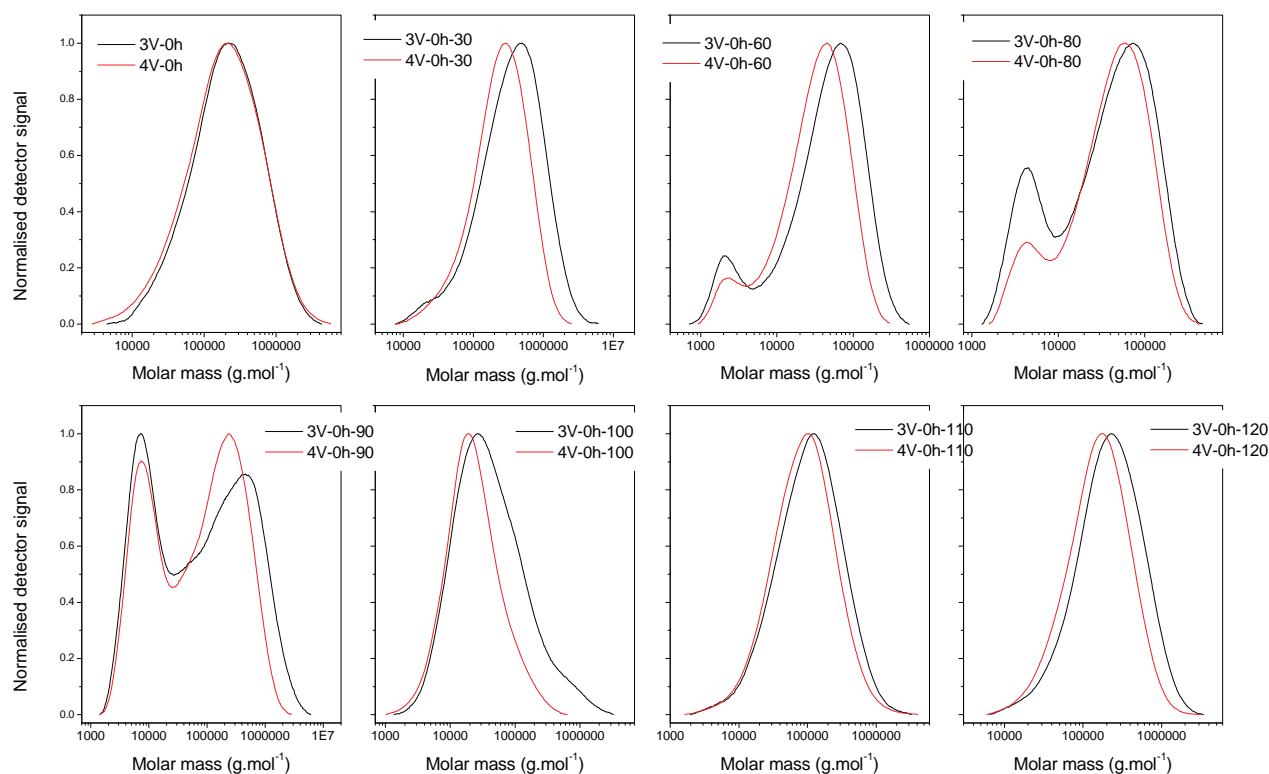 Normalised detector signal
1.0
0.8
0.6
0.4
0.2
0.0
3V-0h
4V-0h
10000 100000 1000000
Molar mass (g.mol-1)
3V-0h-30
4V-0h-30
10000 100000 1000000 1E7
Molar mass (g.mol-1)
3V-0h-60
4V-0h-60
1000 10000 100000 1000000
Molar mass (g.mol-1)
3V-0h-80
4V-0h-80
10000 100000
Molar mass (g.mol-1)
Normalised detector signal
1.0
0.8
0.6
0.4
0.2
0.0
3V-0h-90
4V-0h-90
1000 10000 100000 1000000 1E7
Molar mass (g.mol-1)
3V-0h-100
4V-0h-100
1000 10000 100000 1000000
Molar mass (g.mol-1)
3V-0h-110
4V-0h-110
1000 10000 100000 1000000
Molar mass (g.mol-1)
3V-0h-120
4V-0h-120
10000 100000 1000000
Molar mass (g.mol-1)